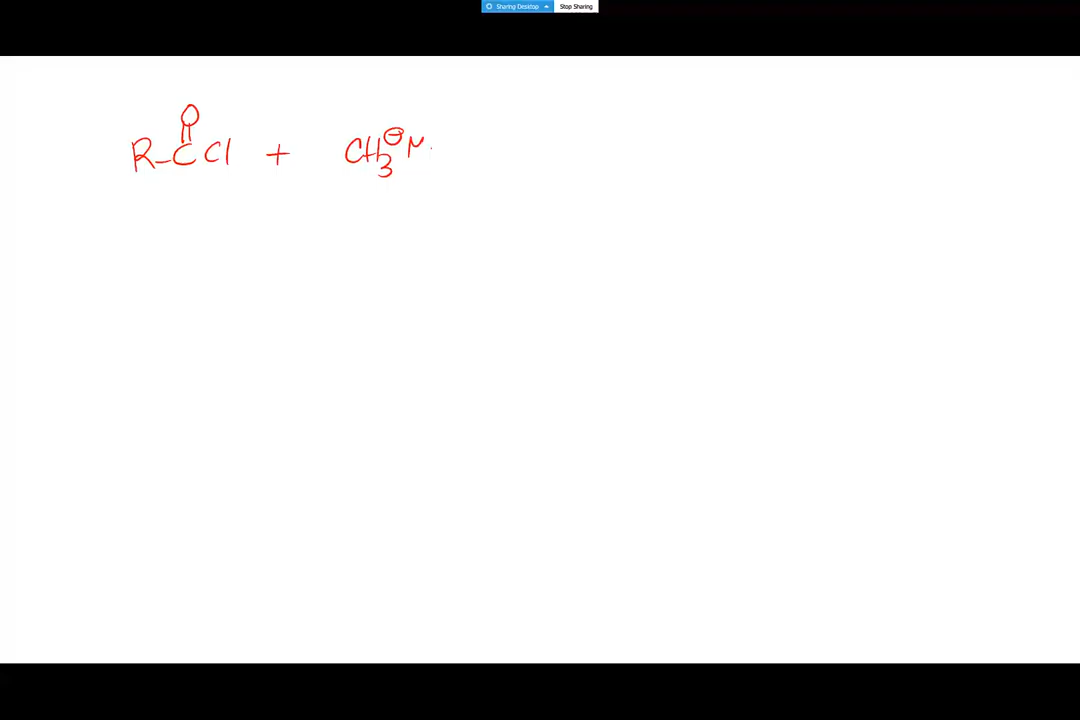 Sharing Desktop Stop Sharing
O
R-C Cl + CH₃⊖ M